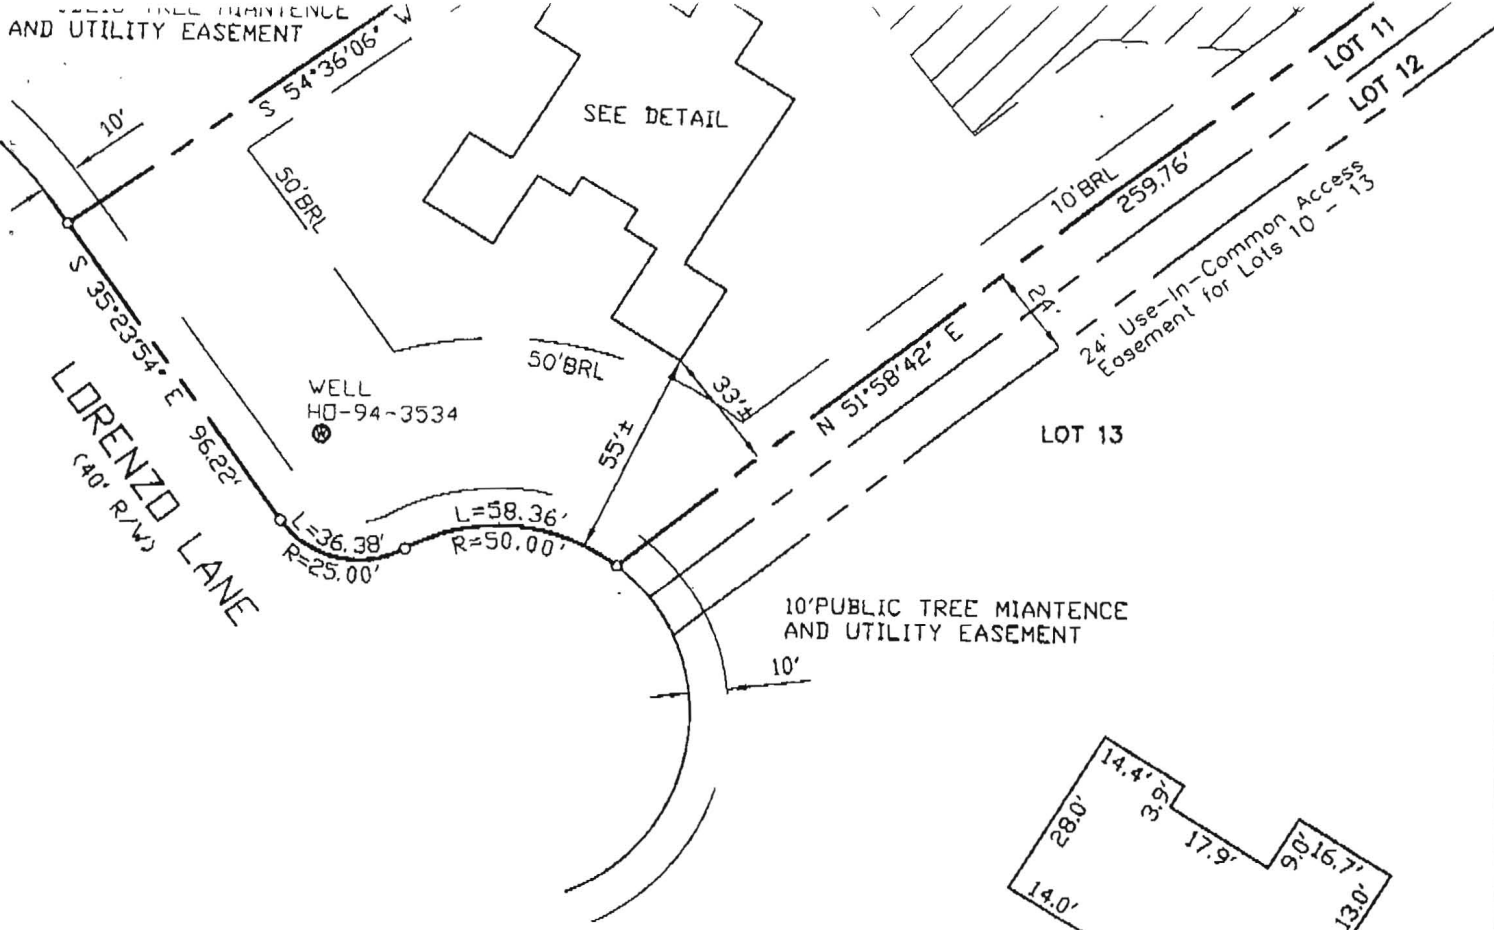 TREE MIANTENCE
AND UTILITY EASEMENT
S 54°36'06" W
10'
SEE DETAIL
50'BRL
LOT 11
LOT 12
10'BRL
259.76'
24' Use-In-Common Access
Easement for Lots 10 - 13
24'
S 35°23'54" E 96.22'
LORENZO LANE
(40' R/W)
WELL
HO-94-3534
50'BRL
33'±
55'±
N 51°58'42" E
LOT 13
L=36.38'
R=25.00'
L=58.36'
R=50.00'
10'PUBLIC TREE MIANTENCE
AND UTILITY EASEMENT
10'
14.4'
3.9'
28.0'
17.9'
9.0'
16.7'
14.0'
13.0'